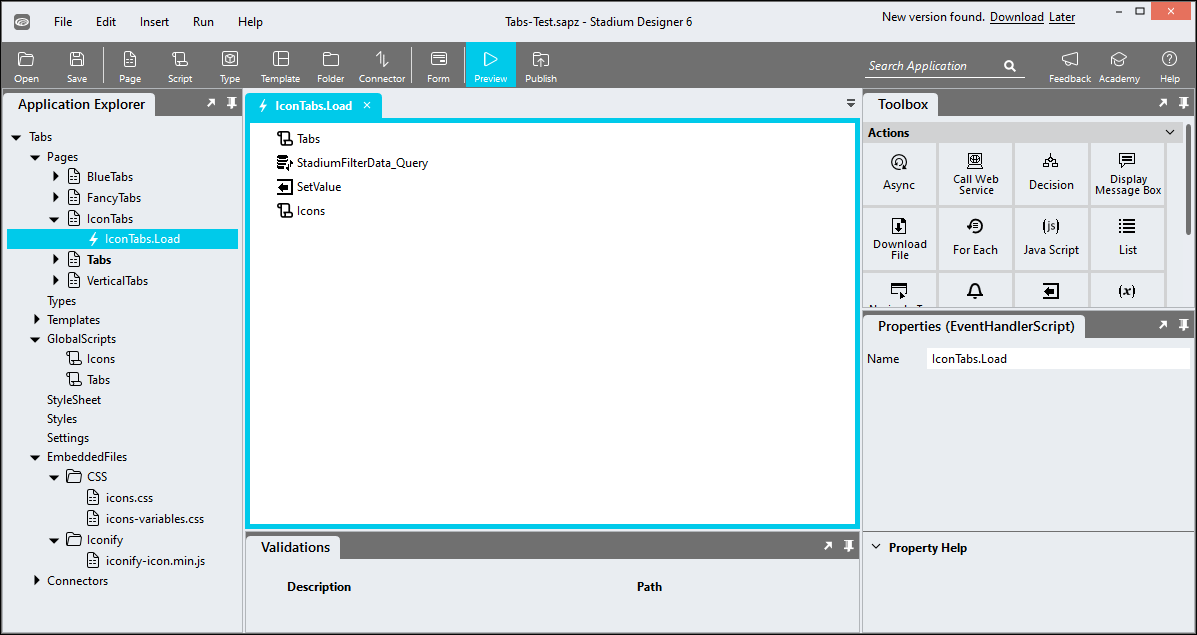 File Edit Insert Run Help
Tabs-Test.sapz - Stadium Designer 6
New version found. Download Later
Open Save Page Script Type Template Folder Connector Form Preview Publish
Search Application
Feedback Academy Help
Application Explorer
Tabs
Pages
BlueTabs
FancyTabs
IconTabs
IconTabs.Load
Tabs
VerticalTabs
Types
Templates
GlobalScripts
Icons
Tabs
StyleSheet
Styles
Settings
EmbeddedFiles
CSS
icons.css
icons-variables.css
Iconify
iconify-icon.min.js
Connectors
IconTabs.Load
Tabs
StadiumFilterData_Query
SetValue
Icons
Validations
Description Path
Toolbox
Actions
Async
Call Web
Service
Decision
Display
Message Box
Download
File
For Each
{js}
Java Script
List
(x)
Properties (EventHandlerScript)
Name IconTabs.Load
Property Help